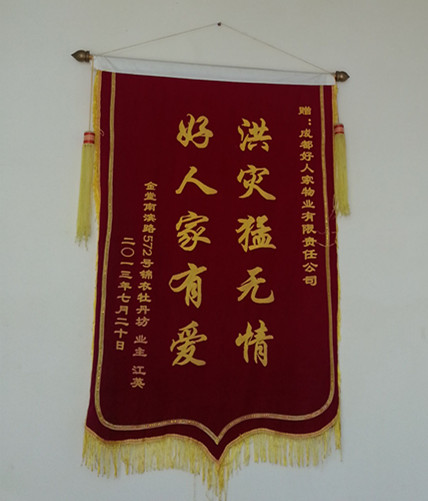 赠：成都好人家物业有限责任公司
洪灾猛无情
好人家有爱
金堂南滨路572号锦衣牡丹坊 业主 江英
二〇一三年七月二十日